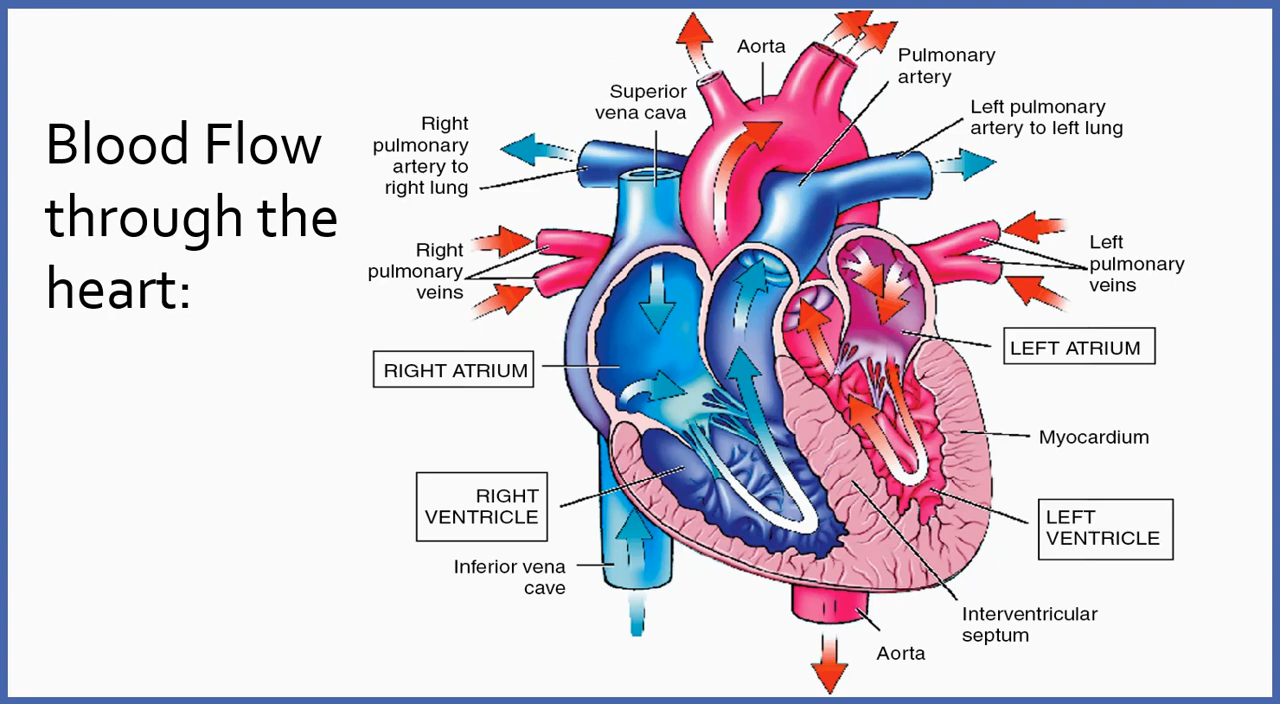 Blood Flow
through the
heart:
Aorta
Pulmonary
artery
Superior
vena cava
Left pulmonary
artery to left lung
Right
pulmonary
artery to
right lung
Right
pulmonary
veins
Left
pulmonary
veins
RIGHT ATRIUM
LEFT ATRIUM
Myocardium
RIGHT
VENTRICLE
LEFT
VENTRICLE
Inferior vena
cave
Interventricular
septum
Aorta